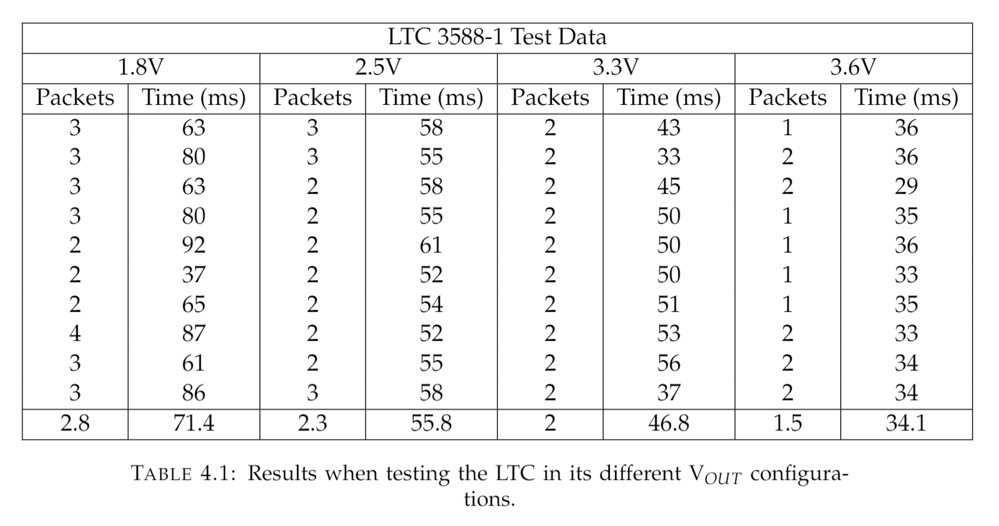 LTC 3588-1 Test Data
1.8V 2.5V 3.3V 3.6V
Packets Time (ms) Packets Time (ms) Packets Time (ms) Packets Time (ms)
3 63 3 58 2 43 1 36
3 80 3 55 2 33 2 36
3 63 2 58 2 45 2 29
3 80 2 55 2 50 1 35
2 92 2 61 2 50 1 36
2 37 2 52 2 50 1 33
2 65 2 54 2 51 1 35
4 87 2 52 2 53 2 33
3 61 2 55 2 56 2 34
3 86 3 58 2 37 2 34
2.8 71.4 2.3 55.8 2 46.8 1.5 34.1
TABLE 4.1: Results when testing the LTC in its different VOUT configura-
tions.